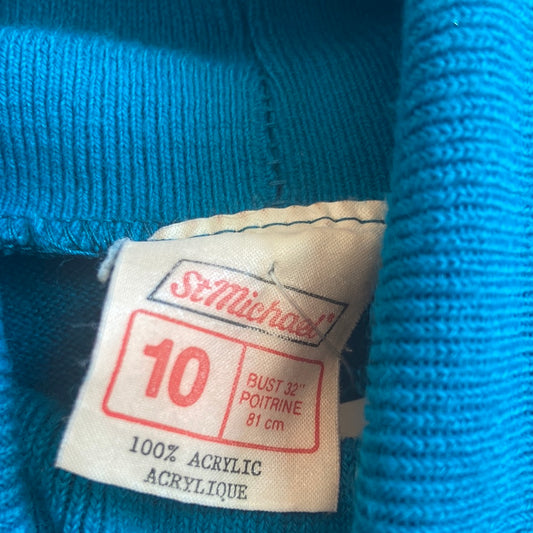 St Michael®
10
BUST 32"
POITRINE
81 cm
100% ACRYLIC
ACRYLIQUE